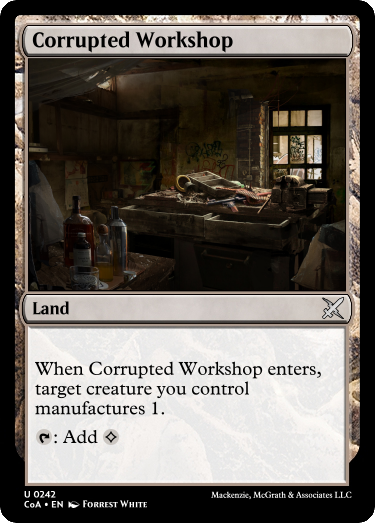 Corrupted Workshop
Land
When Corrupted Workshop enters,
target creature you control
manufactures 1.
: Add
U 0242
CoA • EN Forrest White
Mackenzie, McGrath & Associates LLC